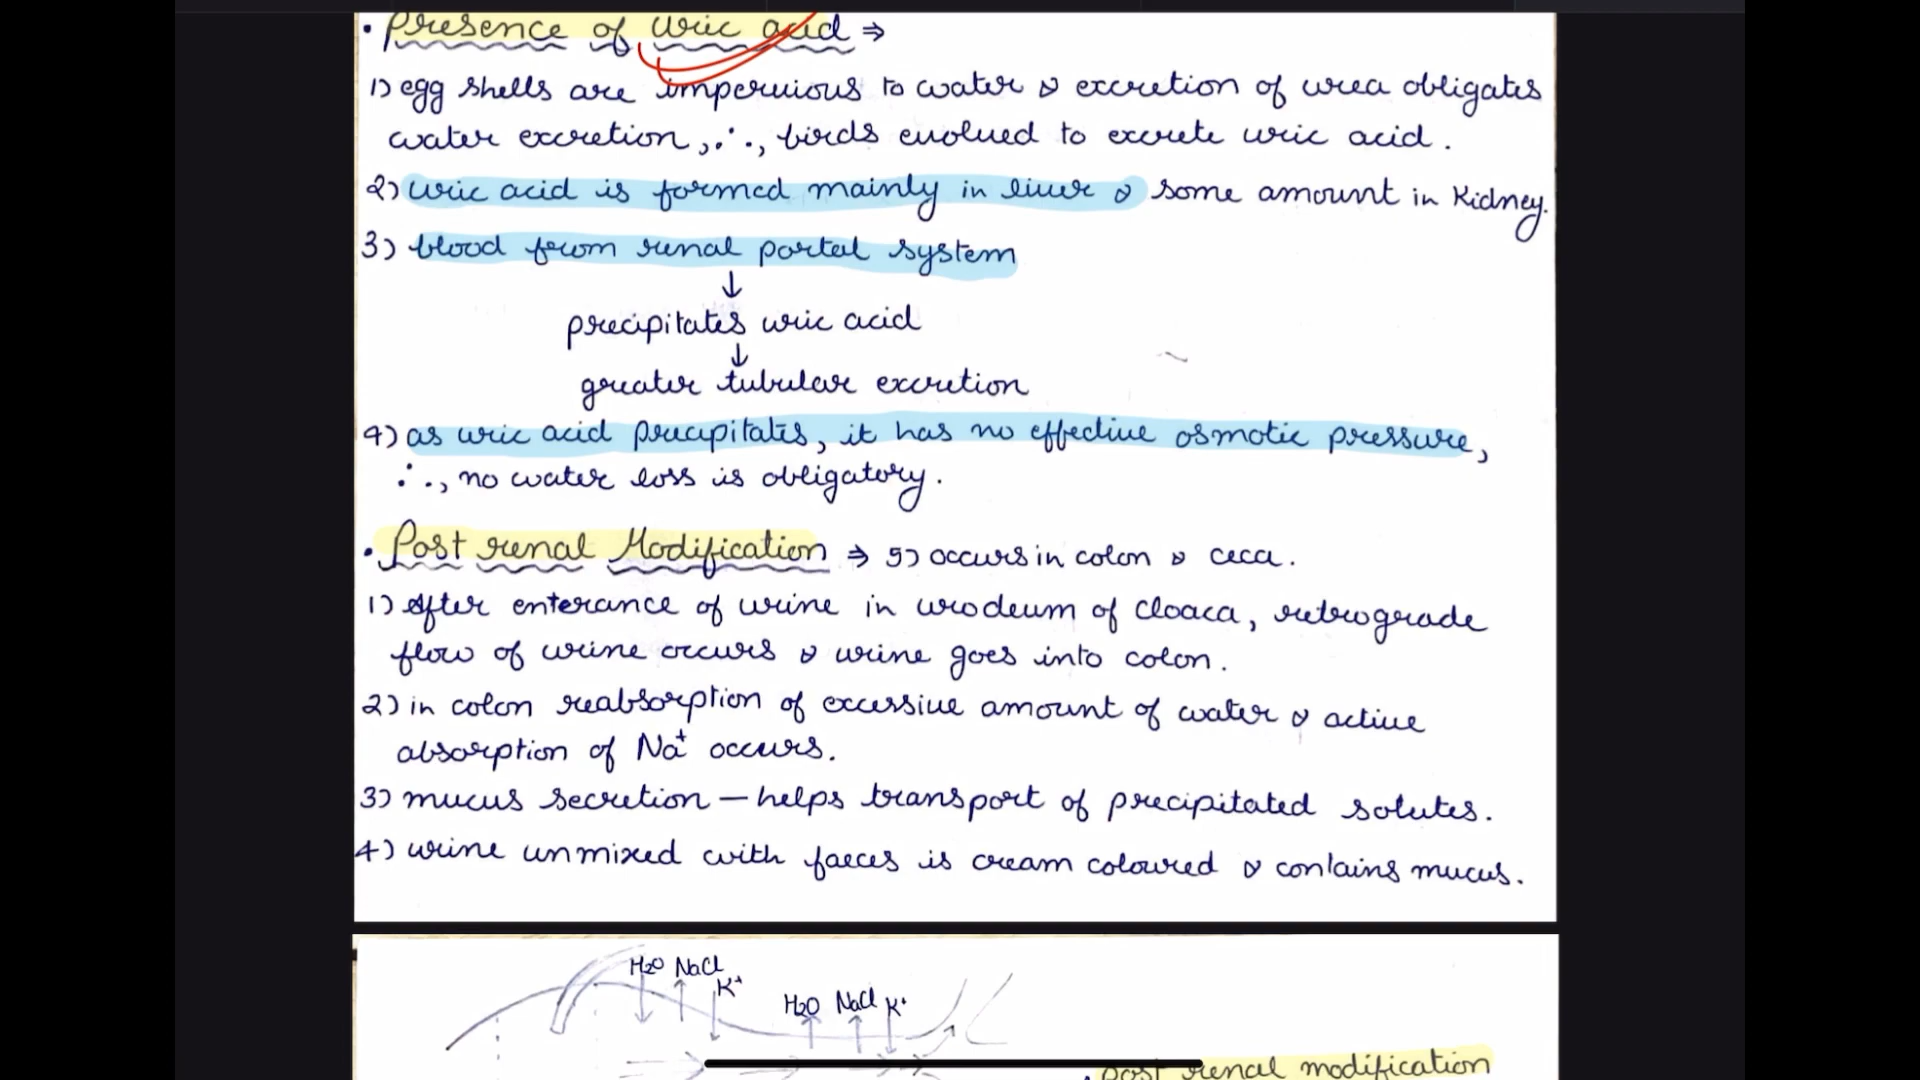 • Presence of uric acid ⇒
1) egg shells are impervious to water & excretion of urea obligates
water excretion, ∴, birds evolved to excrete uric acid.
2) uric acid is formed mainly in liver & some amount in Kidney.
3) blood from renal portal system
↓
precipitates uric acid
↓
greater tubular excretion
4) as uric acid precipitates, it has no effective osmotic pressure,
∴, no water loss is obligatory.
• Post renal Modification ⇒ 5) occurs in colon & ceca.
1) After enterance of urine in urodeum of cloaca, retrograde
flow of urine occurs & urine goes into colon.
2) in colon reabsorption of excessive amount of water & active
absorption of Na⁺ occurs.
3) mucus secretion — helps transport of precipitated solutes.
4) urine unmixed with faeces is cream coloured & contains mucus.
H₂O NaCl K⁺
H₂O NaCl K⁺
• Post renal modification